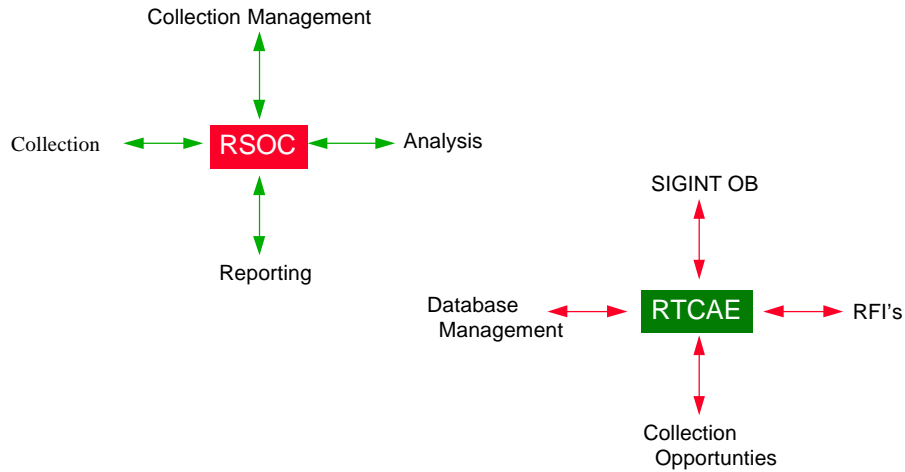 Collection Management
Collection
RSOC
Analysis
Reporting
SIGINT OB
Database
Management
RTCAE
RFI's
Collection
Opportunties